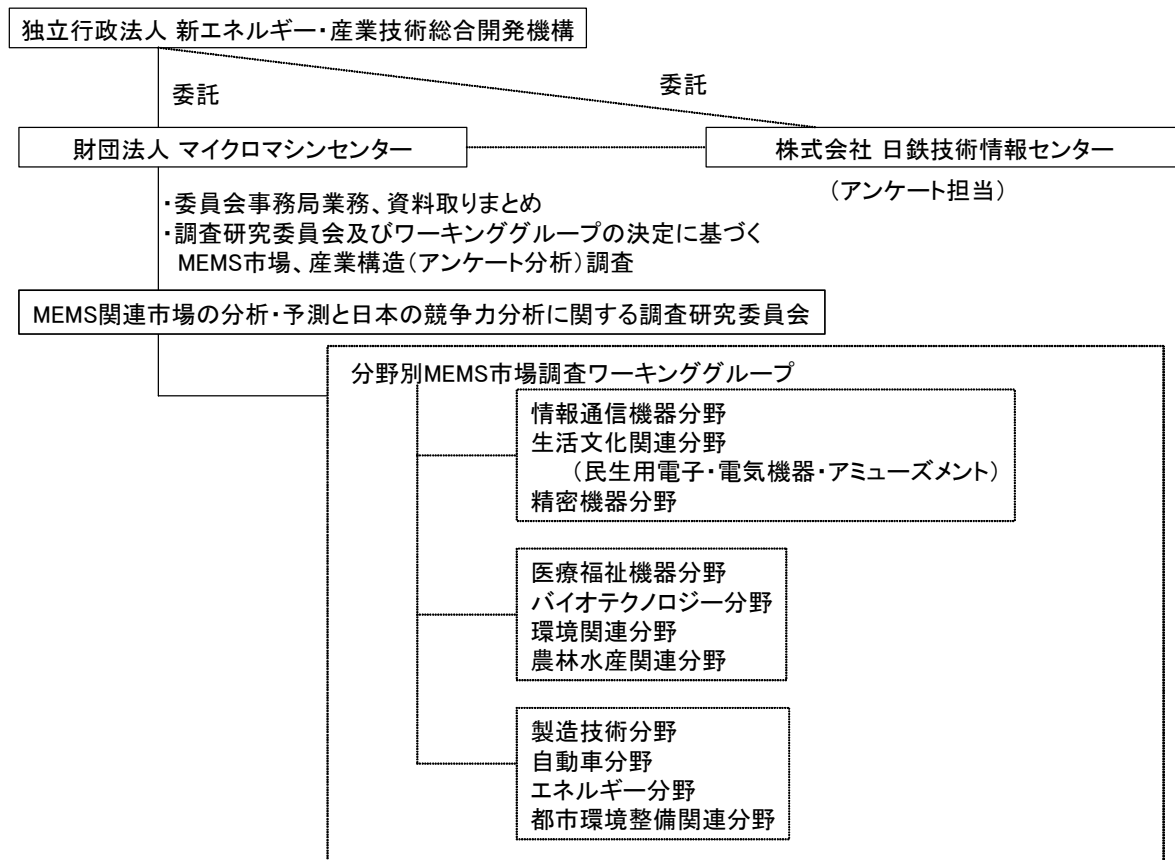 独立行政法人 新エネルギー・産業技術総合開発機構
委託
委託
財団法人 マイクロマシンセンター
株式会社 日鉄技術情報センター
（アンケート担当）
・委員会事務局業務、資料取りまとめ
・調査研究委員会及びワーキンググループの決定に基づく
MEMS市場、産業構造（アンケート分析）調査
MEMS関連市場の分析・予測と日本の競争力分析に関する調査研究委員会
分野別MEMS市場調査ワーキンググループ
情報通信機器分野
生活文化関連分野
（民生用電子・電気機器・アミューズメント）
精密機器分野
医療福祉機器分野
バイオテクノロジー分野
環境関連分野
農林水産関連分野
製造技術分野
自動車分野
エネルギー分野
都市環境整備関連分野